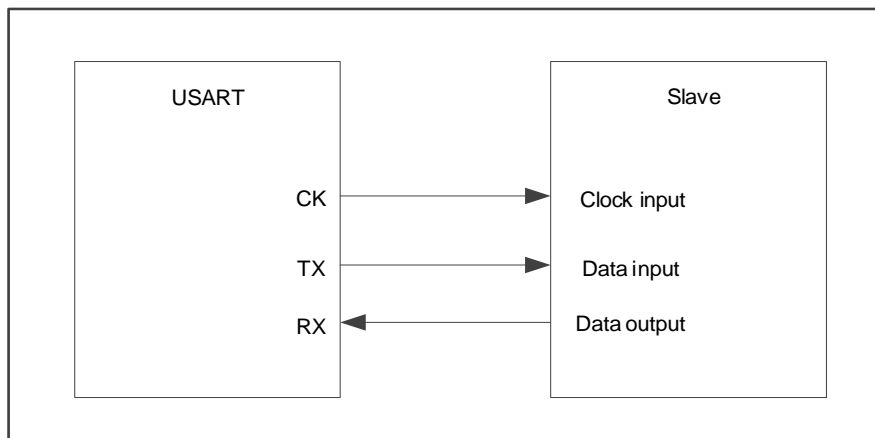 USART
Slave
CK
Clock input
TX
Data input
RX
Data output